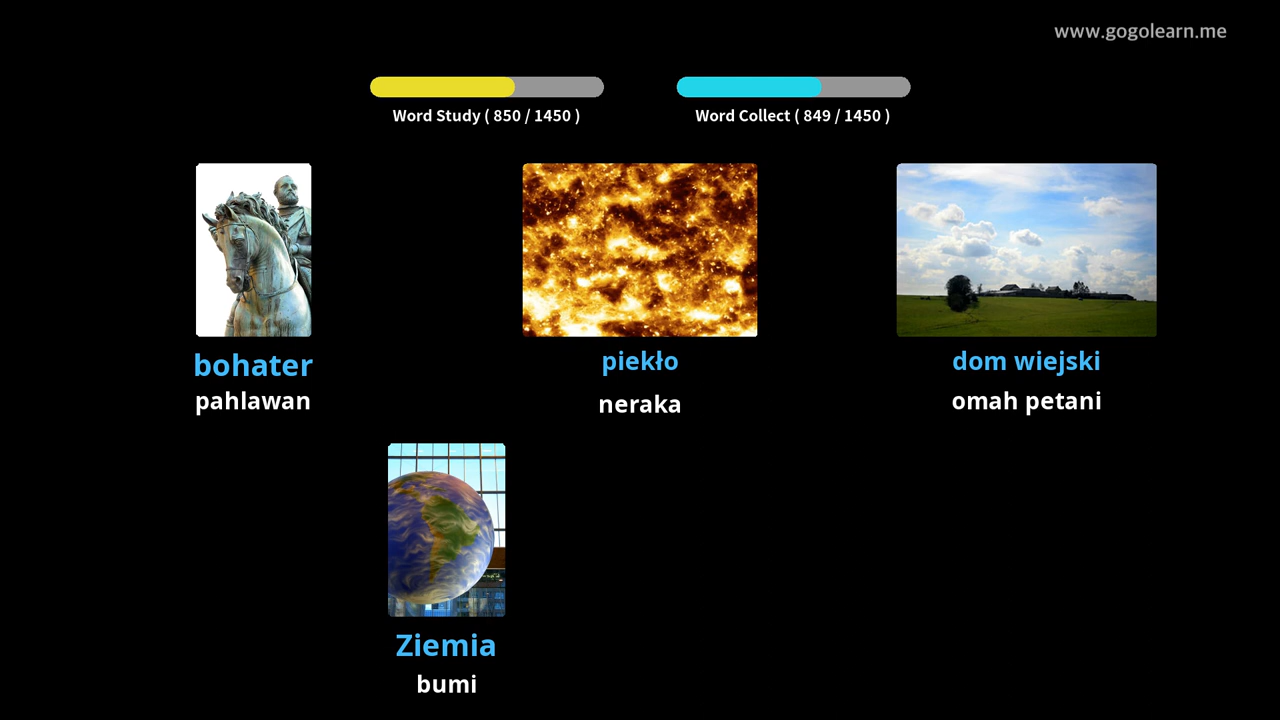 www.gogolearn.me
Word Study ( 850 / 1450 )
Word Collect ( 849 / 1450 )
bohater
pahlawan
piekło
neraka
dom wiejski
omah petani
Ziemia
bumi